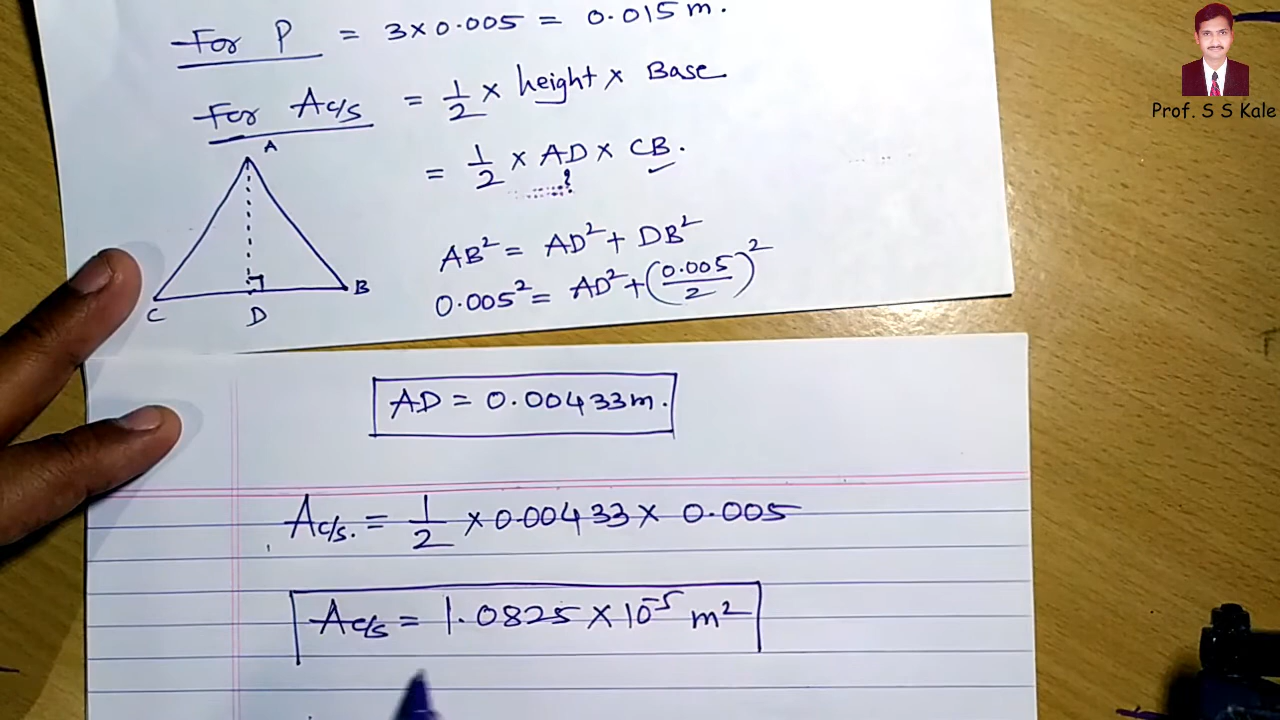 For P = 3×0.005 = 0.015m.
For Ac/s = 1/2 × height × Base
= 1/2 × AD × CB.
?
A
C
D
B
AB² = AD² + DB²
0.005² = AD² + (0.005/2)²
AD = 0.00433m.
Ac/s. = 1/2 × 0.00433 × 0.005
Ac/s = 1.0825 × 10⁻⁵ m²
Prof. S S Kale